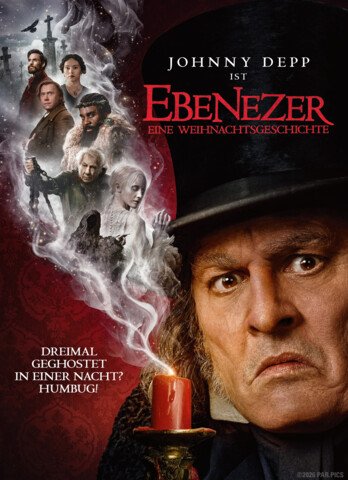 JOHNNY DEPP
IST
EBENEZER
EINE WEIHNACHTSGESCHICHTE
DREIMAL
GEGHOSTET
IN EINER NACHT?
HUMBUG!
©2026 PAR. PICS